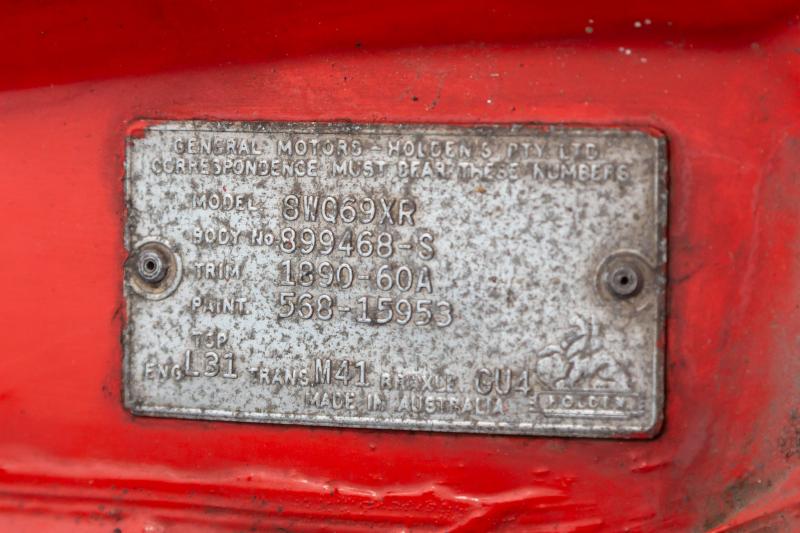 GENERAL MOTORS - HOLDEN'S PTY. LTD.
CORRESPONDENCE MUST BEAR THESE NUMBERS
MODEL 8WQ69XR
BODY No. 899468-S
TRIM 1890-60A
PAINT. 568-15953
TOP
ENG. L31 TRANS. M41 R.R. AXLE GU4
MADE IN AUSTRALIA
HOLDEN